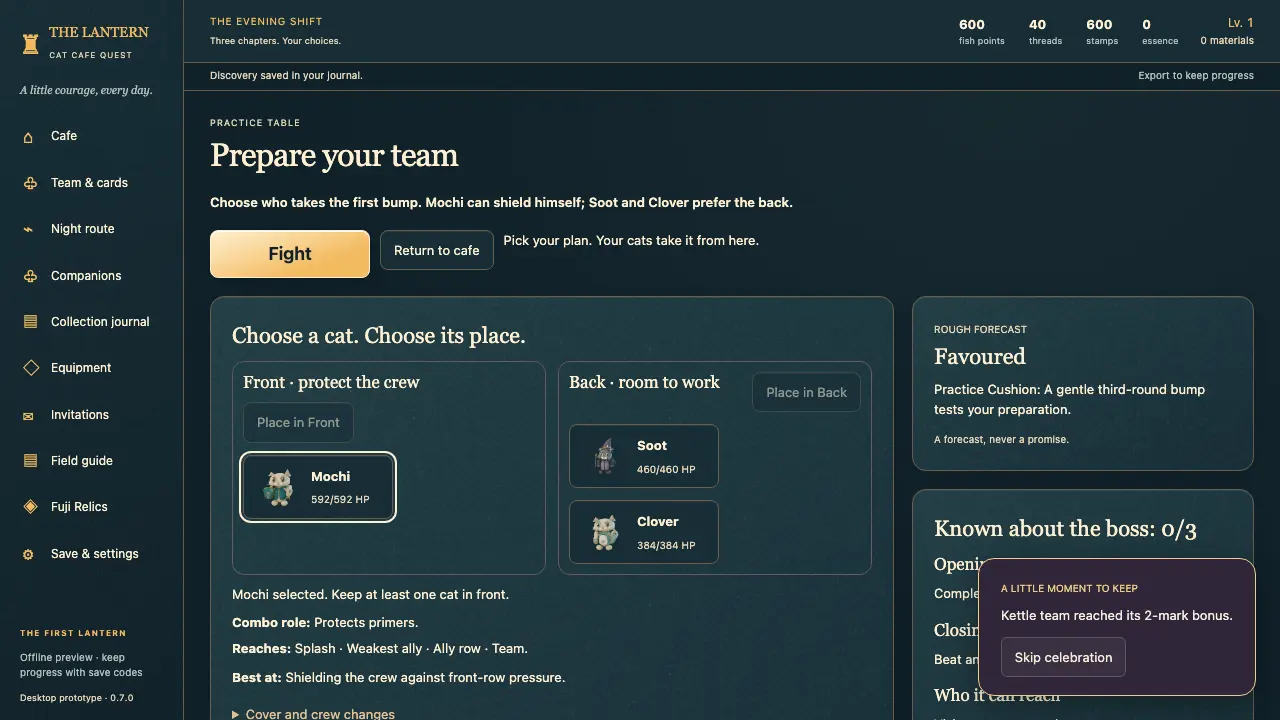 THE LANTERN
CAT CAFE QUEST
A little courage, every day.
Cafe
Team & cards
Night route
Companions
Collection journal
Equipment
Invitations
Field guide
Fuji Relics
Save & settings
THE FIRST LANTERN
Offline preview · keep
progress with save codes
Desktop prototype · 0.7.0
THE EVENING SHIFT
Three chapters. Your choices.
600
fish points
40
threads
600
stamps
0
essence
Lv. 1
0 materials
Discovery saved in your journal.
Export to keep progress
PRACTICE TABLE
Prepare your team
Choose who takes the first bump. Mochi can shield himself; Soot and Clover prefer the back.
Fight
Return to cafe
Pick your plan. Your cats take it from here.
Choose a cat. Choose its place.
Front · protect the crew
Place in Front
Mochi
592/592 HP
Back · room to work
Place in Back
Soot
460/460 HP
Clover
384/384 HP
Mochi selected. Keep at least one cat in front.
Combo role: Protects primers.
Reaches: Splash · Weakest ally · Ally row · Team.
Best at: Shielding the crew against front-row pressure.
Cover and crew changes
ROUGH FORECAST
Favoured
Practice Cushion: A gentle third-round bump
tests your preparation.
A forecast, never a promise.
Known about the boss: 0/3
Who it can reach
A LITTLE MOMENT TO KEEP
Kettle team reached its 2-mark bonus.
Skip celebration